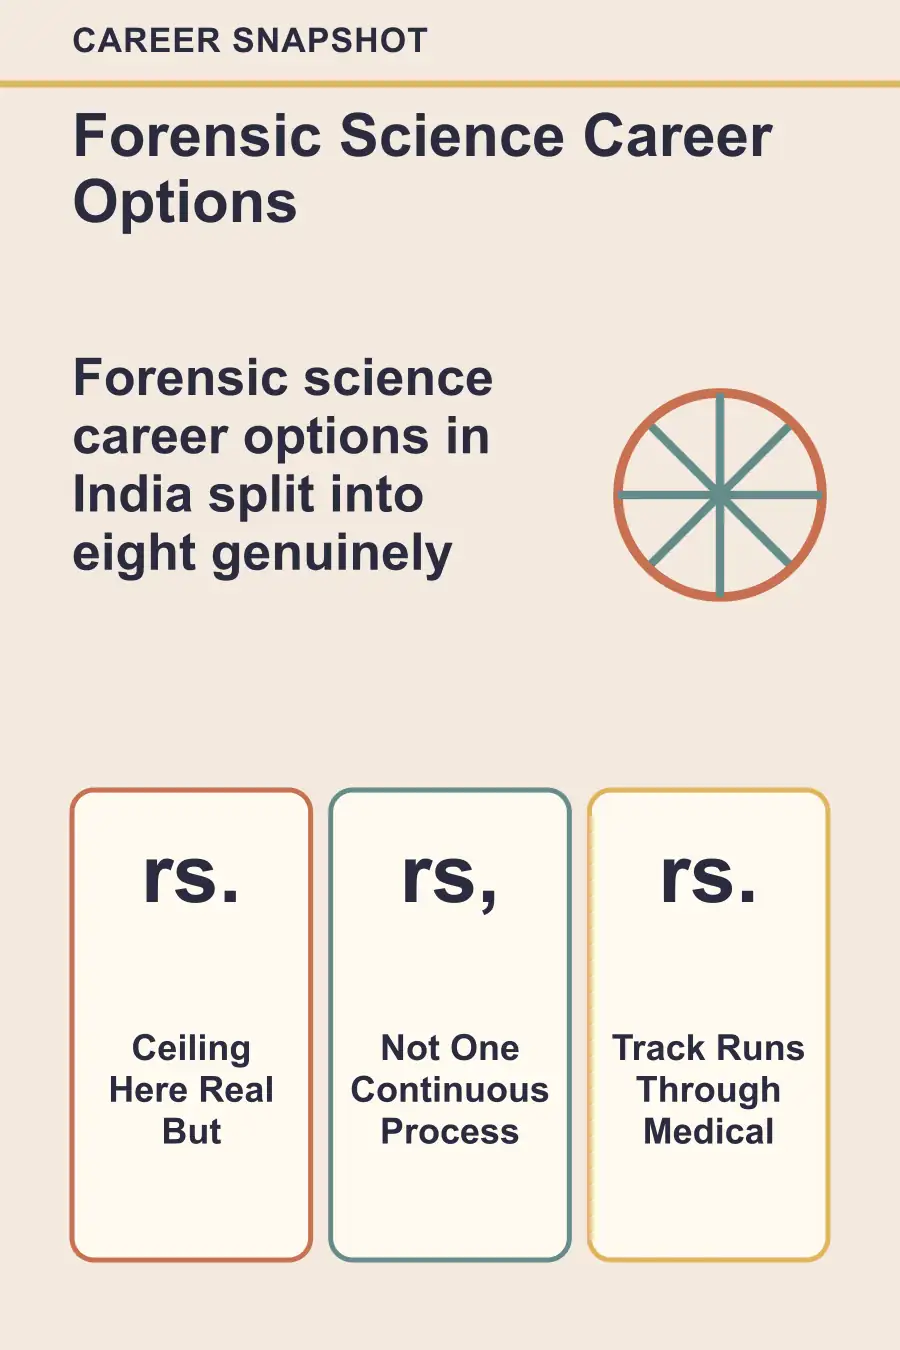 CAREER SNAPSHOT
Forensic Science Career
Options
Forensic science
career options in
India split into
eight genuinely
rs.
Ceiling
Here Real
But
rs,
Not One
Continuous
Process
rs.
Track Runs
Through
Medical